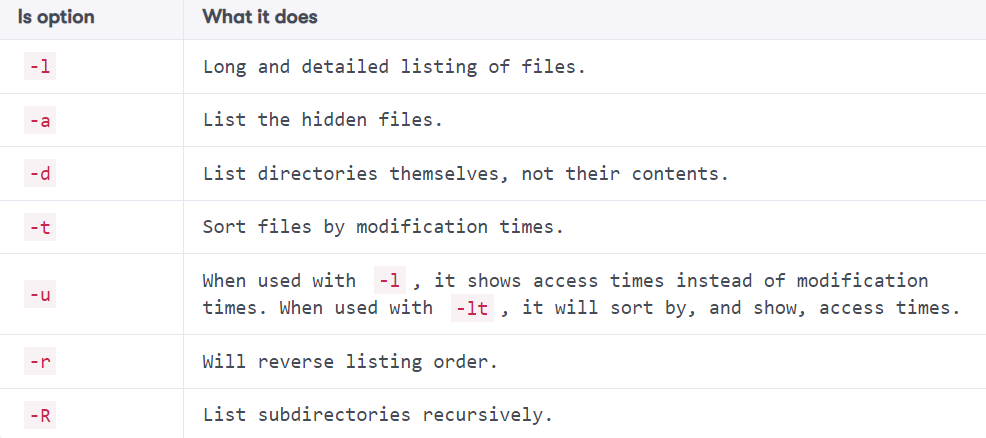 ls option What it does
-l Long and detailed listing of files.
-a List the hidden files.
-d List directories themselves, not their contents.
-t Sort files by modification times.
-u When used with -l , it shows access times instead of modification
times. When used with -lt , it will sort by, and show, access times.
-r Will reverse listing order.
-R List subdirectories recursively.